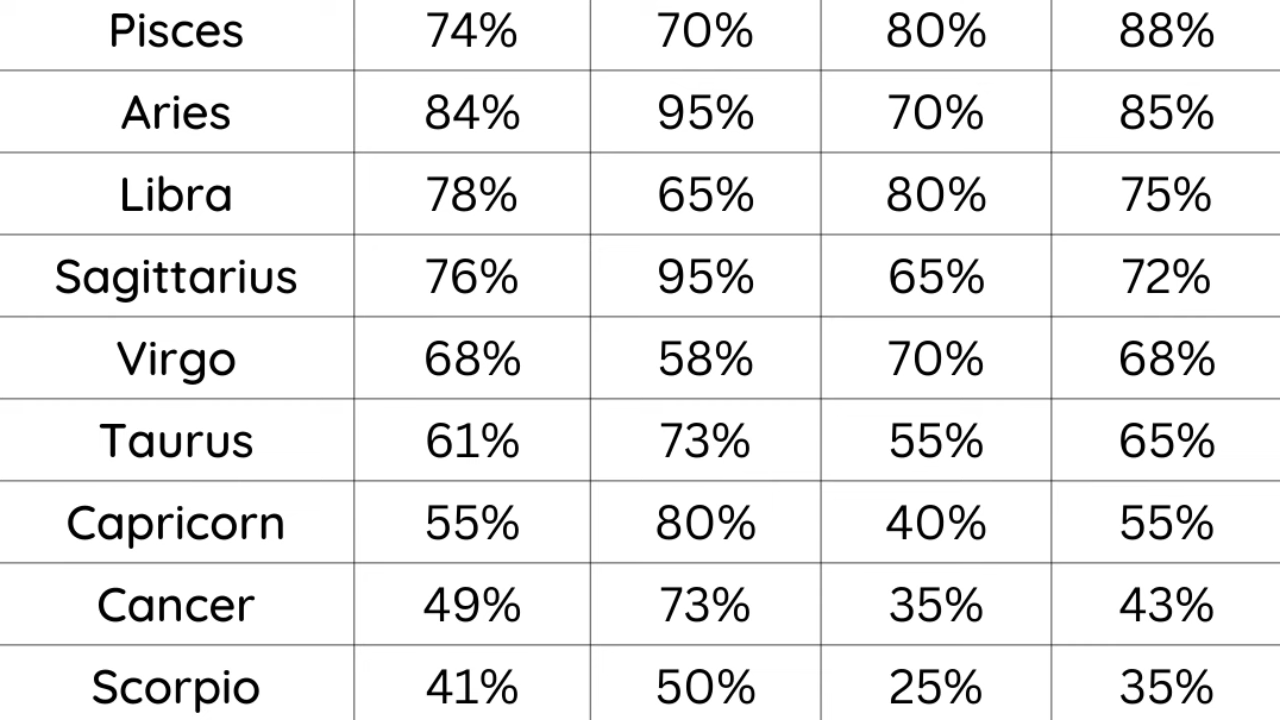 Pisces 74% 70% 80% 88%
Aries 84% 95% 70% 85%
Libra 78% 65% 80% 75%
Sagittarius 76% 95% 65% 72%
Virgo 68% 58% 70% 68%
Taurus 61% 73% 55% 65%
Capricorn 55% 80% 40% 55%
Cancer 49% 73% 35% 43%
Scorpio 41% 50% 25% 35%